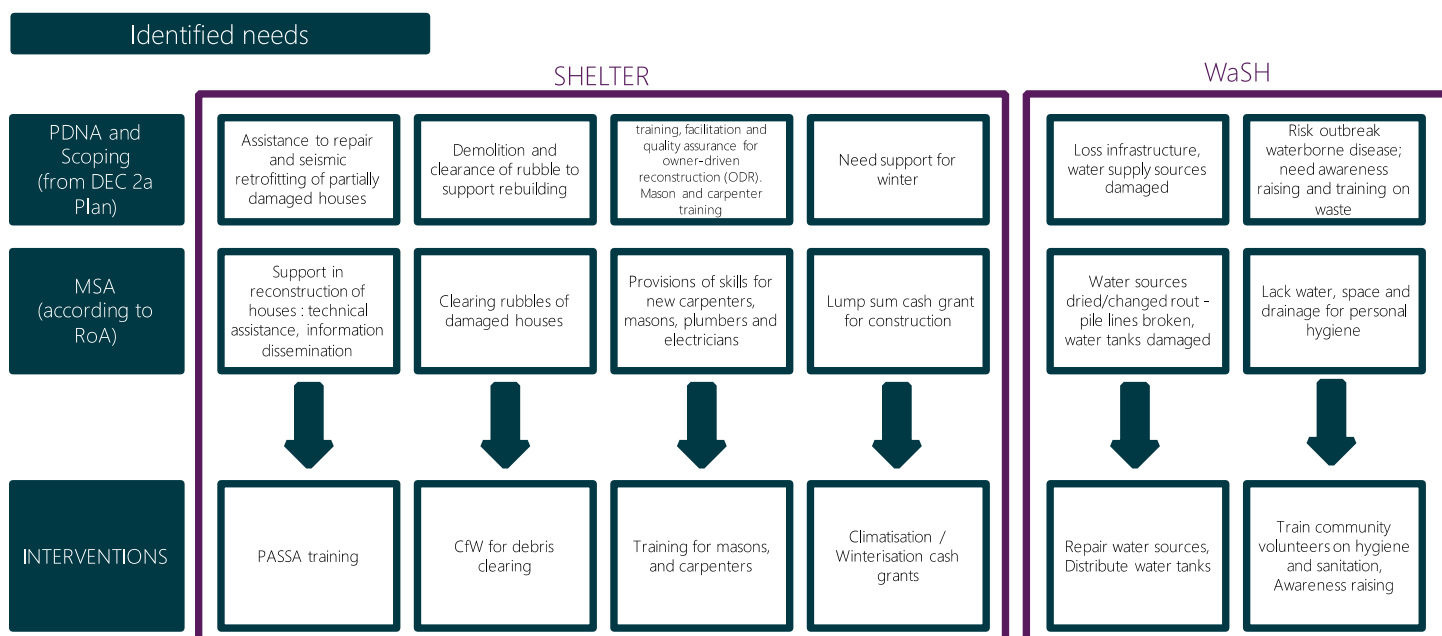 Identified needs
SHELTER
WaSH
PDNA and
Scoping
(from DEC 2a
Plan)
Assistance to repair
and seismic
retrofitting of partially
damaged houses
Demolition and
clearance of rubble to
support rebuilding
training, facilitation and
quality assurance for
owner-driven
reconstruction (ODR).
Mason and carpenter
training
Need support for
winter
Loss infrastructure,
water supply sources
damaged
Risk outbreak
waterborne disease;
need awareness
raising and training on
waste
MSA
(according to
RoA)
Support in
reconstruction of
houses : technical
assistance, information
dissemination
Clearing rubbles of
damaged houses
Provisions of skills for
new carpenters,
masons, plumbers and
electricians
Lump sum cash grant
for construction
Water sources
dried/changed rout -
pile lines broken,
water tanks damaged
Lack water, space and
drainage for personal
hygiene
INTERVENTIONS
PASSA training
CfW for debris
clearing
Training for masons,
and carpenters
Climatisation /
Winterisation cash
grants
Repair water sources,
Distribute water tanks
Train community
volunteers on hygiene
and sanitation,
Awareness raising